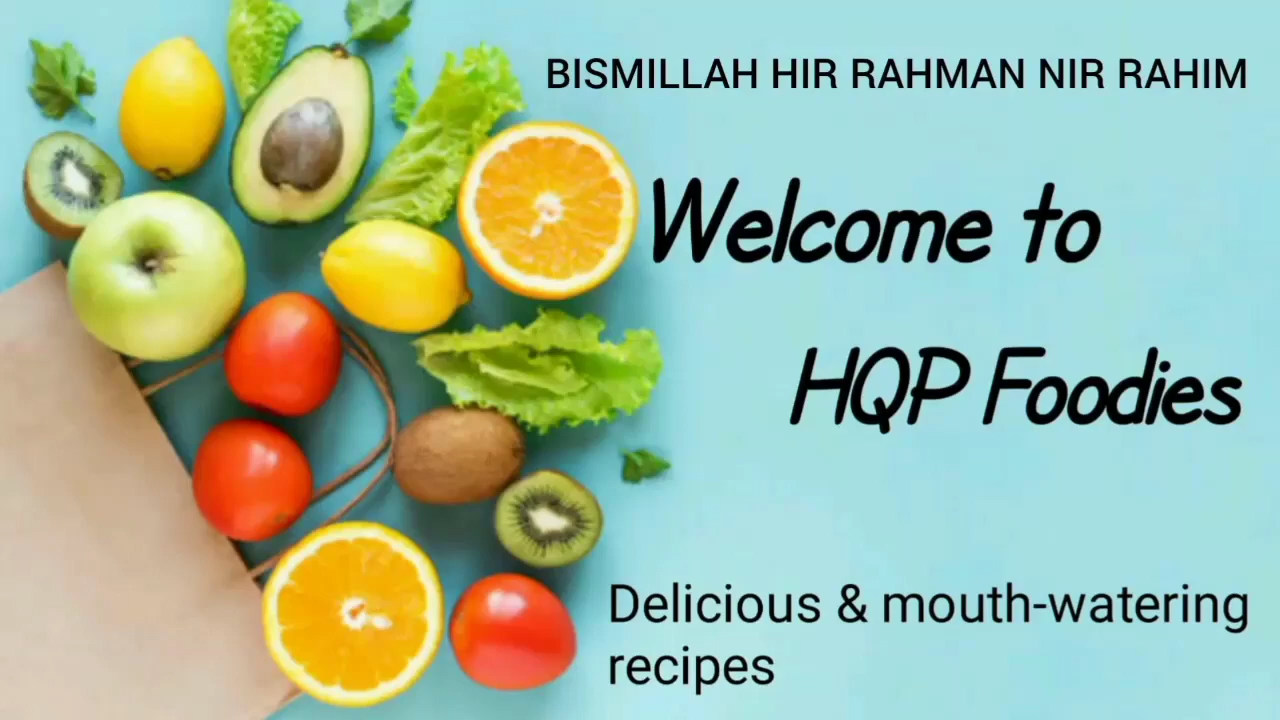 BISMILLAH HIR RAHMAN NIR RAHIM
Welcome to
HQP Foodies
Delicious & mouth-watering
recipes